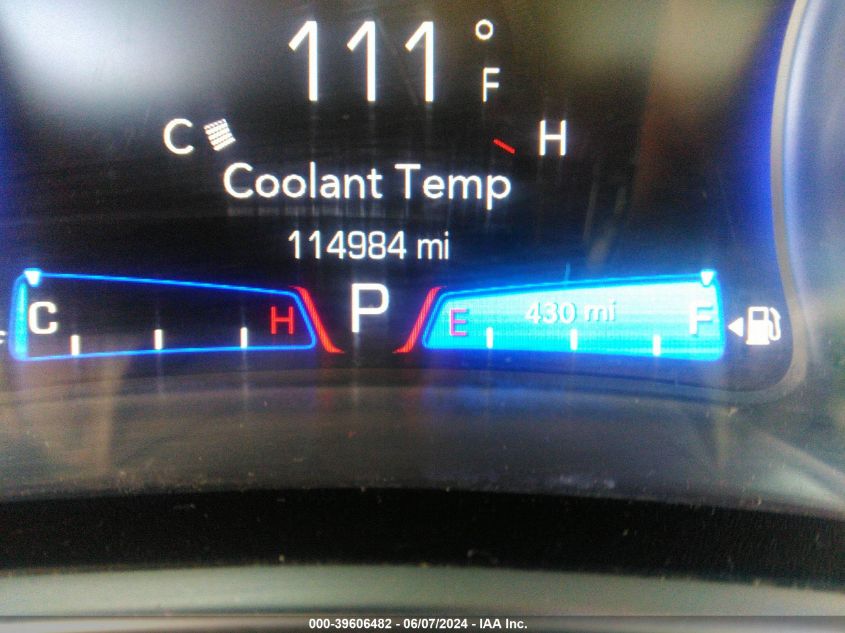 111 °F
C H
Coolant Temp
114984 mi
C H P E 430 mi F
000-39606482 - 06/07/2024 - IAA Inc.